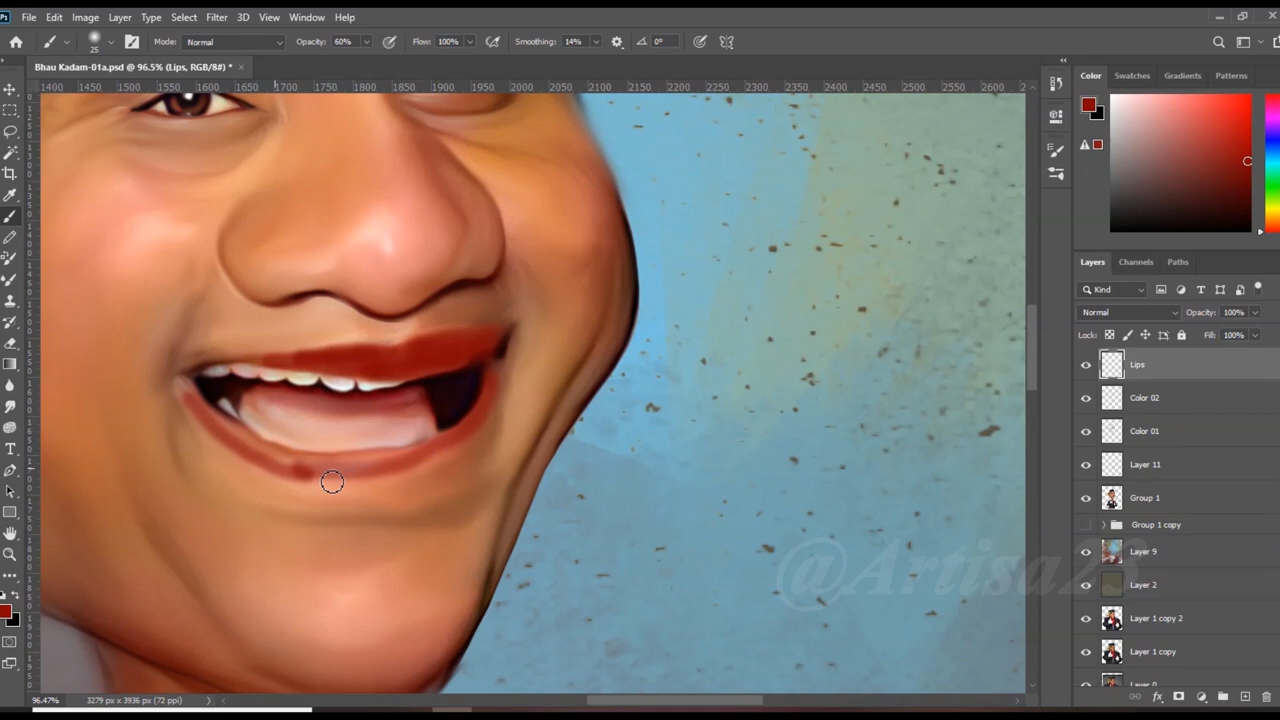 Ps File Edit Image Layer Type Select Filter 3D View Window Help
25 Mode: Normal Opacity: 60% Flow: 100% Smoothing: 14% 0°
Bhau Kadam-01a.psd @ 96.5% (Lips, RGB/8#) * ×
1400 1450 1500 1550 1600 1650 1700 1750 1800 1850 1900 1950 2000 2050 2100 2150 2200 2250 2300 2350 2400 2450 2500 2550 2600
Color Swatches Gradients Patterns
Layers Channels Paths
Kind
Normal Opacity: 100%
Lock: Fill: 100%
Lips
Color 02
Color 01
Layer 11
Group 1
Group 1 copy
Layer 9
Layer 2
Layer 1 copy 2
Layer 1 copy
@Artisa23
96.47% 3279 px x 3936 px (72 ppi)